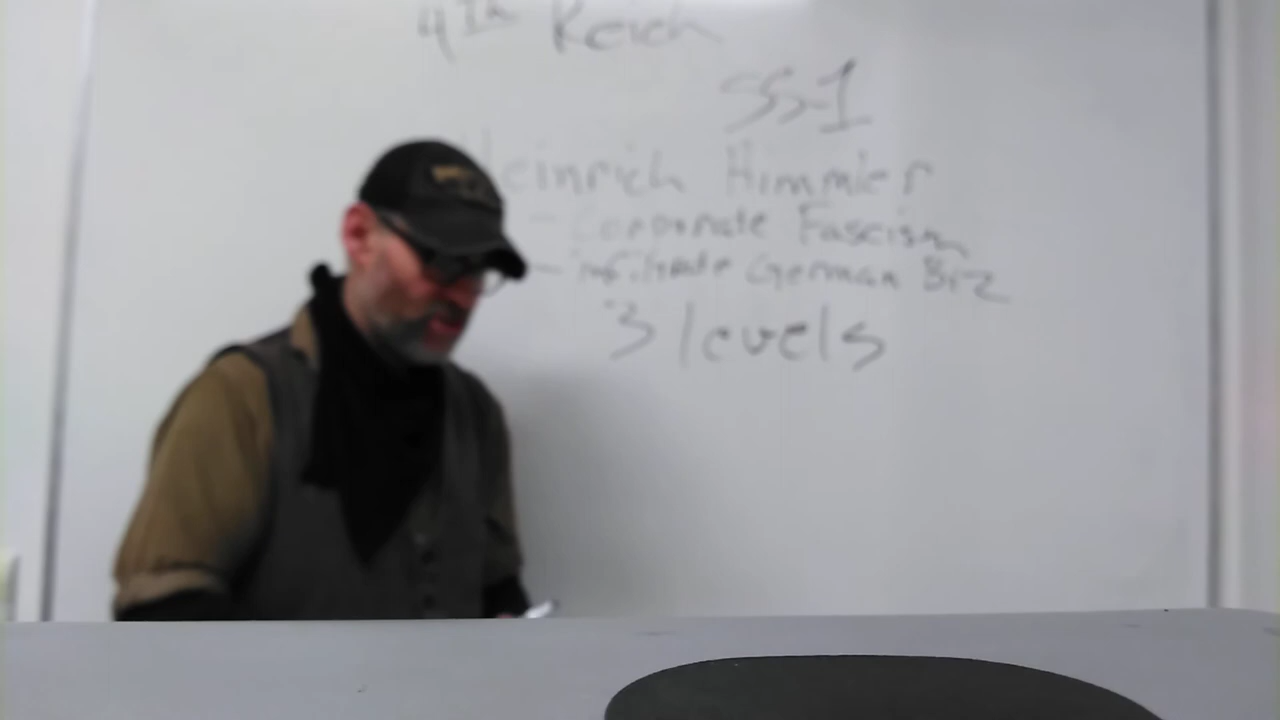 4th Reich
SS-1
Heinrich Himmler
- Corporate Fascism
- infiltrate German Biz
3 levels